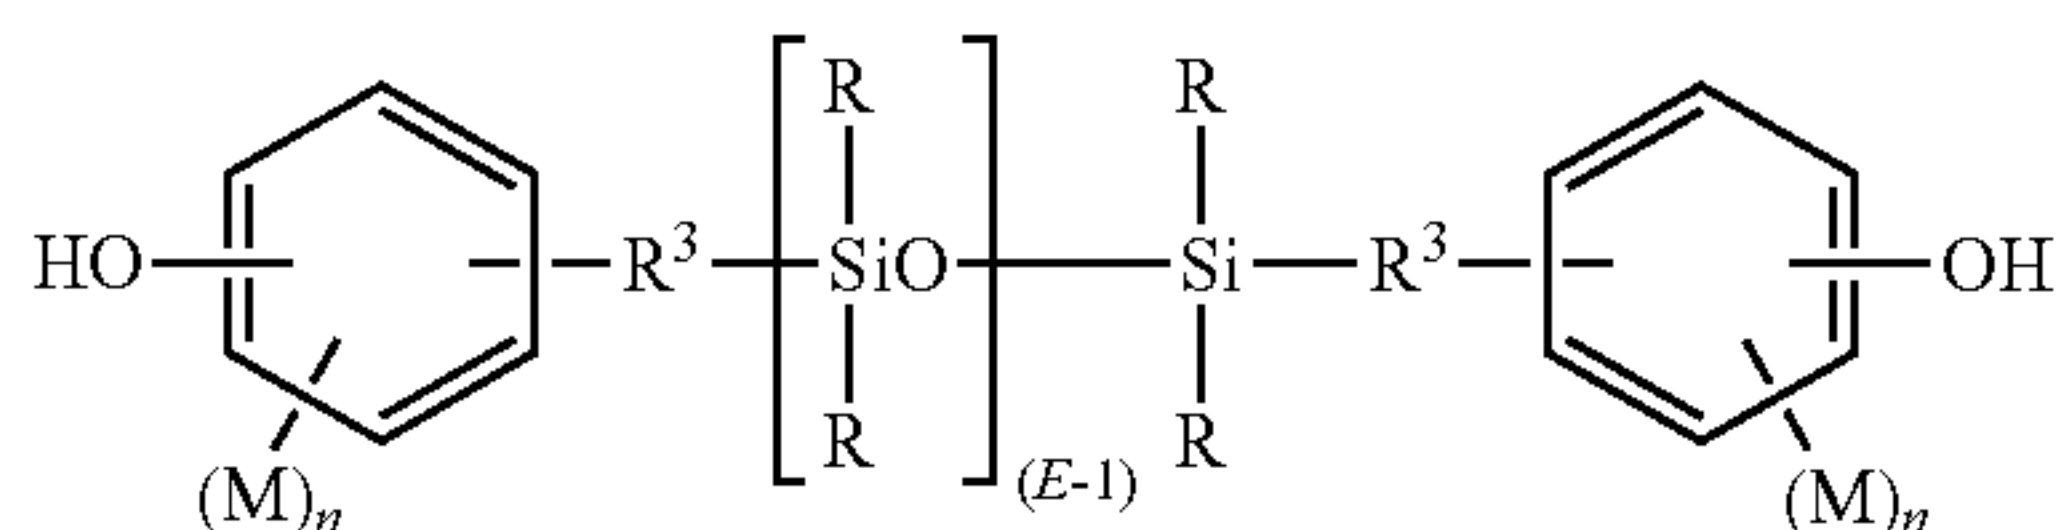 R R
HO R³ SiO Si R³ OH
R R
(E-1)
(M)n (M)n